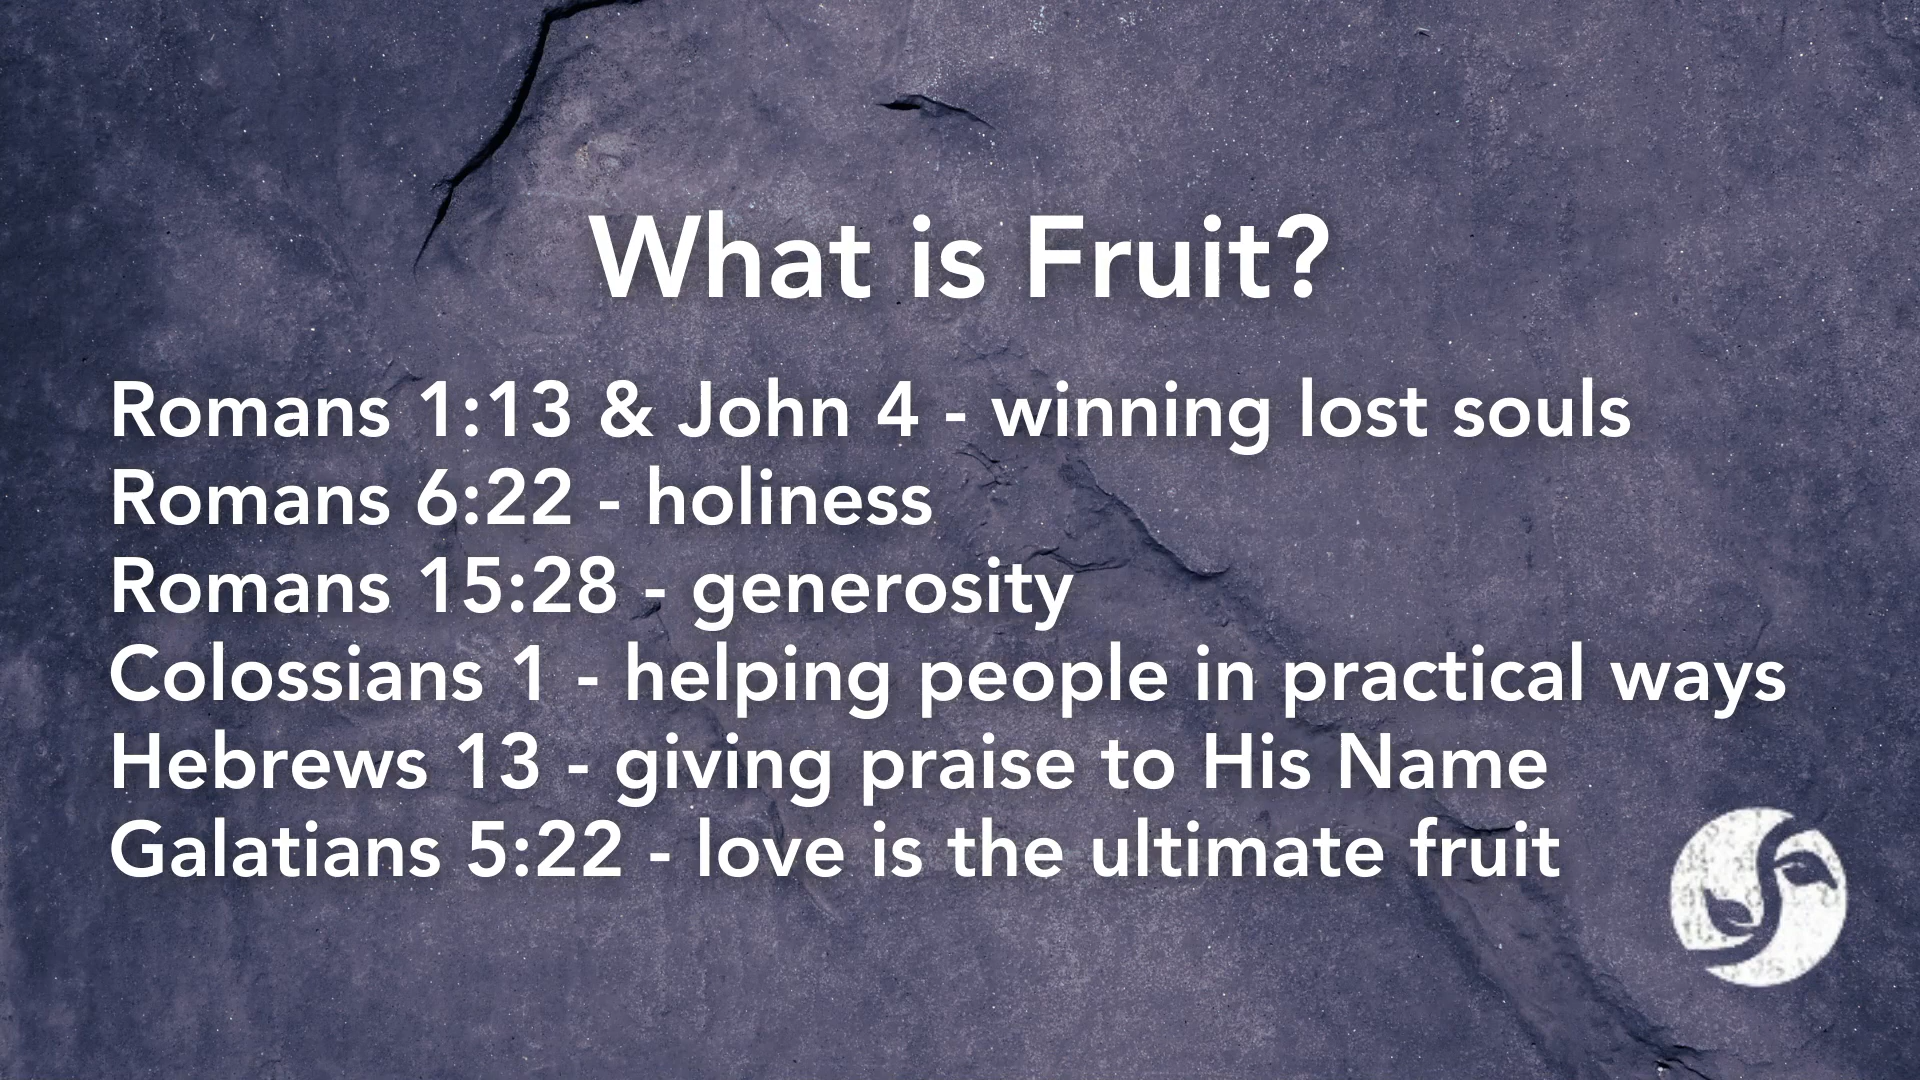 What is Fruit?
Romans 1:13 & John 4 - winning lost souls
Romans 6:22 - holiness
Romans 15:28 - generosity
Colossians 1 - helping people in practical ways
Hebrews 13 - giving praise to His Name
Galatians 5:22 - love is the ultimate fruit